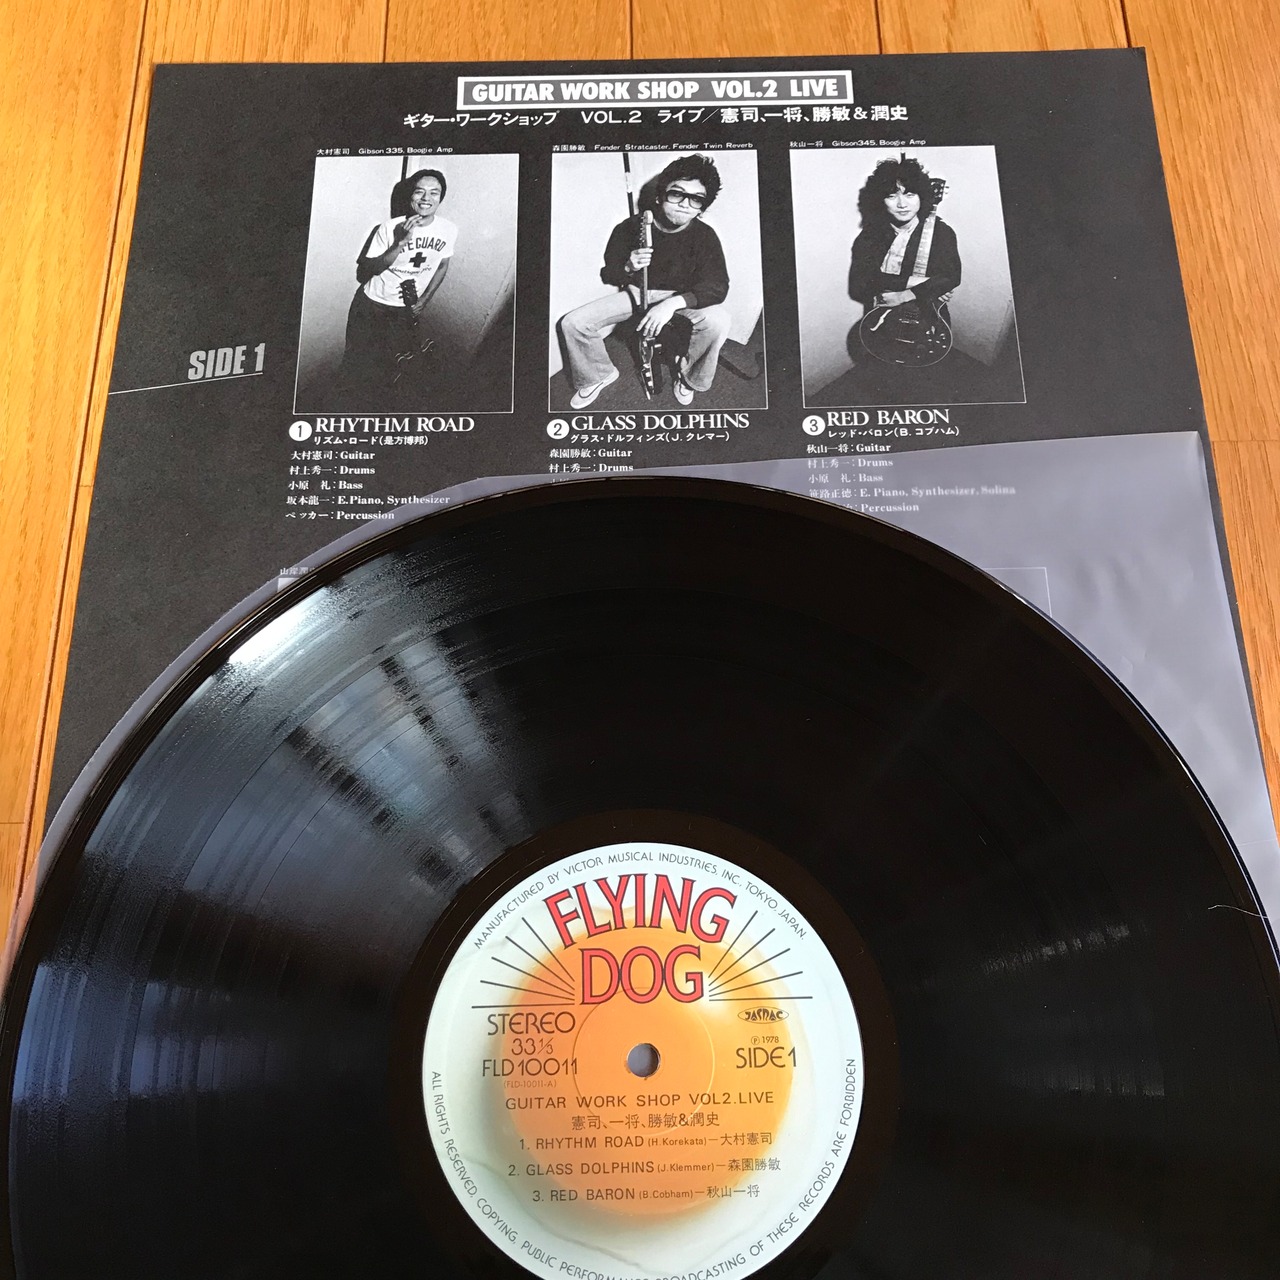 GUITAR WORK SHOP VOL.2 LIVE
ギター・ワークショップ VOL.2 ライブ／憲司、一将、勝敏&潤史
大村憲司 Gibson 335, Boogie Amp
森園勝敏 Fender Stratcaster, Fender Twin Reverb
秋山一将 Gibson345, Boogie Amp
GUARD
SIDE 1
① RHYTHM ROAD
リズム・ロード(是方博邦)
大村憲司：Guitar
村上秀一：Drums
小原 礼：Bass
坂本龍一：E.Piano, Synthesizer
ペッカー：Percussion
② GLASS DOLPHINS
グラス・ドルフィンズ(J.クレマー)
森園勝敏：Guitar
村上秀一：Drums
③ RED BARON
レッド・バロン(B.コブハム)
秋山一将：Guitar
村上秀一：Drums
小原 礼：Bass
笹路正徳：E. Piano, Synthesizer, Solina
：Percussion
MANUFACTURED BY VICTOR MUSICAL INDUSTRIES, INC. TOKYO, JAPAN.
FLYING
DOG
STEREO
33⅓
FLD 10011
(FLD-10011-A)
JASRAC
Ⓟ 1978
SIDE 1
GUITAR WORK SHOP VOL2.LIVE
憲司、一将、勝敏&潤史
1. RHYTHM ROAD (H.Korekata)—大村憲司
2. GLASS DOLPHINS (J.Klemmer)—森園勝敏
3. RED BARON (B.Cobham)—秋山一将
ALL RIGHTS RESERVED, COPYING, PUBLIC PERFORMANCE BROADCASTING OF THESE RECORDS ARE FORBIDDEN